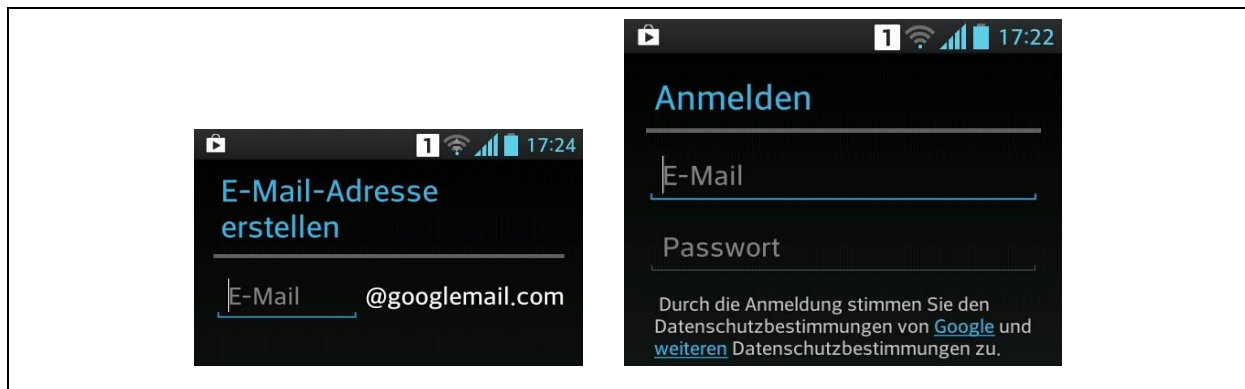 1 17:24
E-Mail-Adresse
erstellen
E-Mail @googlemail.com
1 17:22
Anmelden
E-Mail
Passwort
Durch die Anmeldung stimmen Sie den
Datenschutzbestimmungen von Google und
weiteren Datenschutzbestimmungen zu.